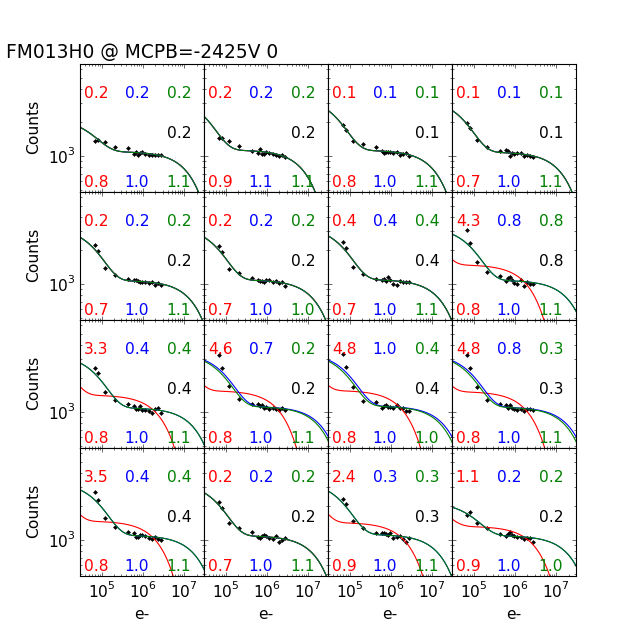 FM013H0 @ MCPB=-2425V 0
0.2 0.2 0.2 0.2 0.2 0.2 0.1 0.1 0.1 0.1 0.1 0.1
Counts 0.2 0.2 0.1 0.1
10³
0.8 1.0 1.1 0.9 1.1 1.1 0.8 1.0 1.1 0.7 1.0 1.1
0.2 0.2 0.2 0.2 0.2 0.2 0.4 0.4 0.4 4.3 0.8 0.8
Counts 0.2 0.2 0.4 0.8
10³
0.7 1.0 1.1 0.7 1.0 1.0 0.7 1.0 1.1 0.8 1.0 1.1
3.3 0.4 0.4 4.6 0.7 0.2 4.8 1.0 0.4 4.8 0.8 0.3
Counts 0.4 0.2 0.4 0.3
10³
0.8 1.0 1.1 0.8 1.0 1.1 0.8 1.0 1.0 0.8 1.0 1.1
3.5 0.4 0.4 0.2 0.2 0.2 2.4 0.3 0.3 1.1 0.2 0.2
Counts 0.4 0.2 0.3 0.2
10³
0.8 1.0 1.1 0.7 1.0 1.1 0.9 1.0 1.1 0.9 1.0 1.0
10⁵ 10⁶ 10⁷ 10⁵ 10⁶ 10⁷ 10⁵ 10⁶ 10⁷ 10⁵ 10⁶ 10⁷
e- e- e- e-